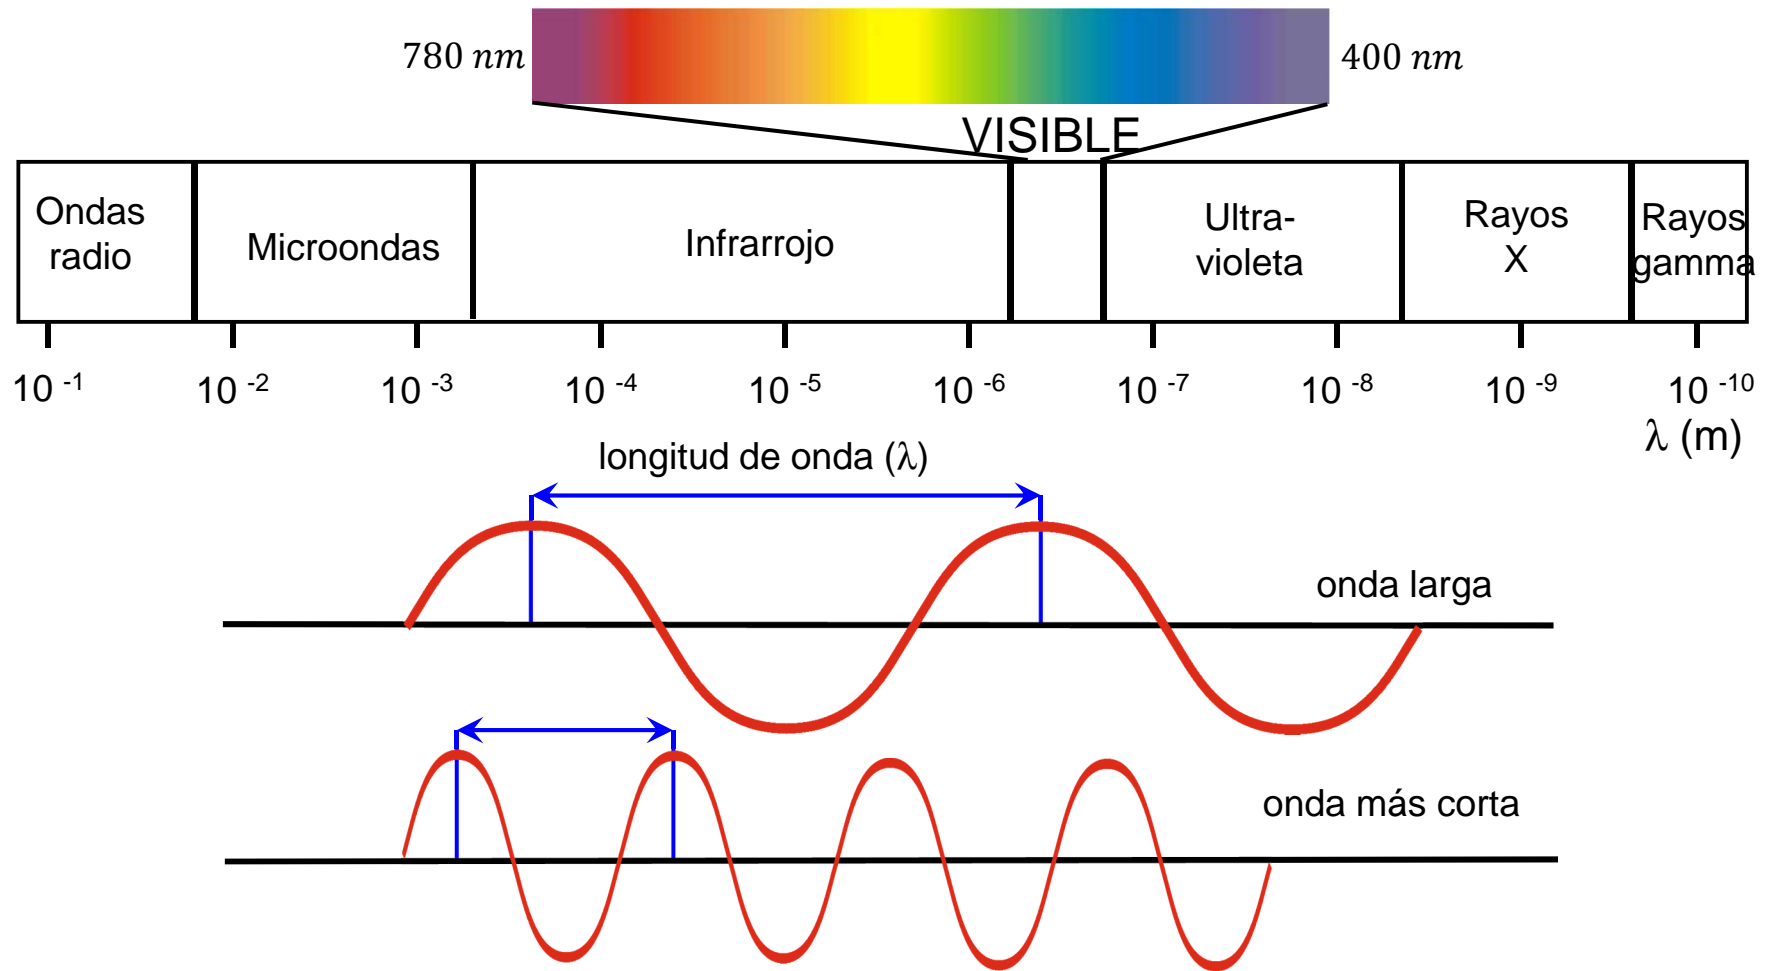 780 nm
400 nm
VISIBLE
Ondas
radio
Microondas
Infrarrojo
Ultra-
violeta
Rayos
X
Rayos
gamma
10 -1
10 -2
10 -3
10 -4
10 -5
10 -6
10 -7
10 -8
10 -9
10 -10
λ (m)
longitud de onda (λ)
onda larga
onda más corta